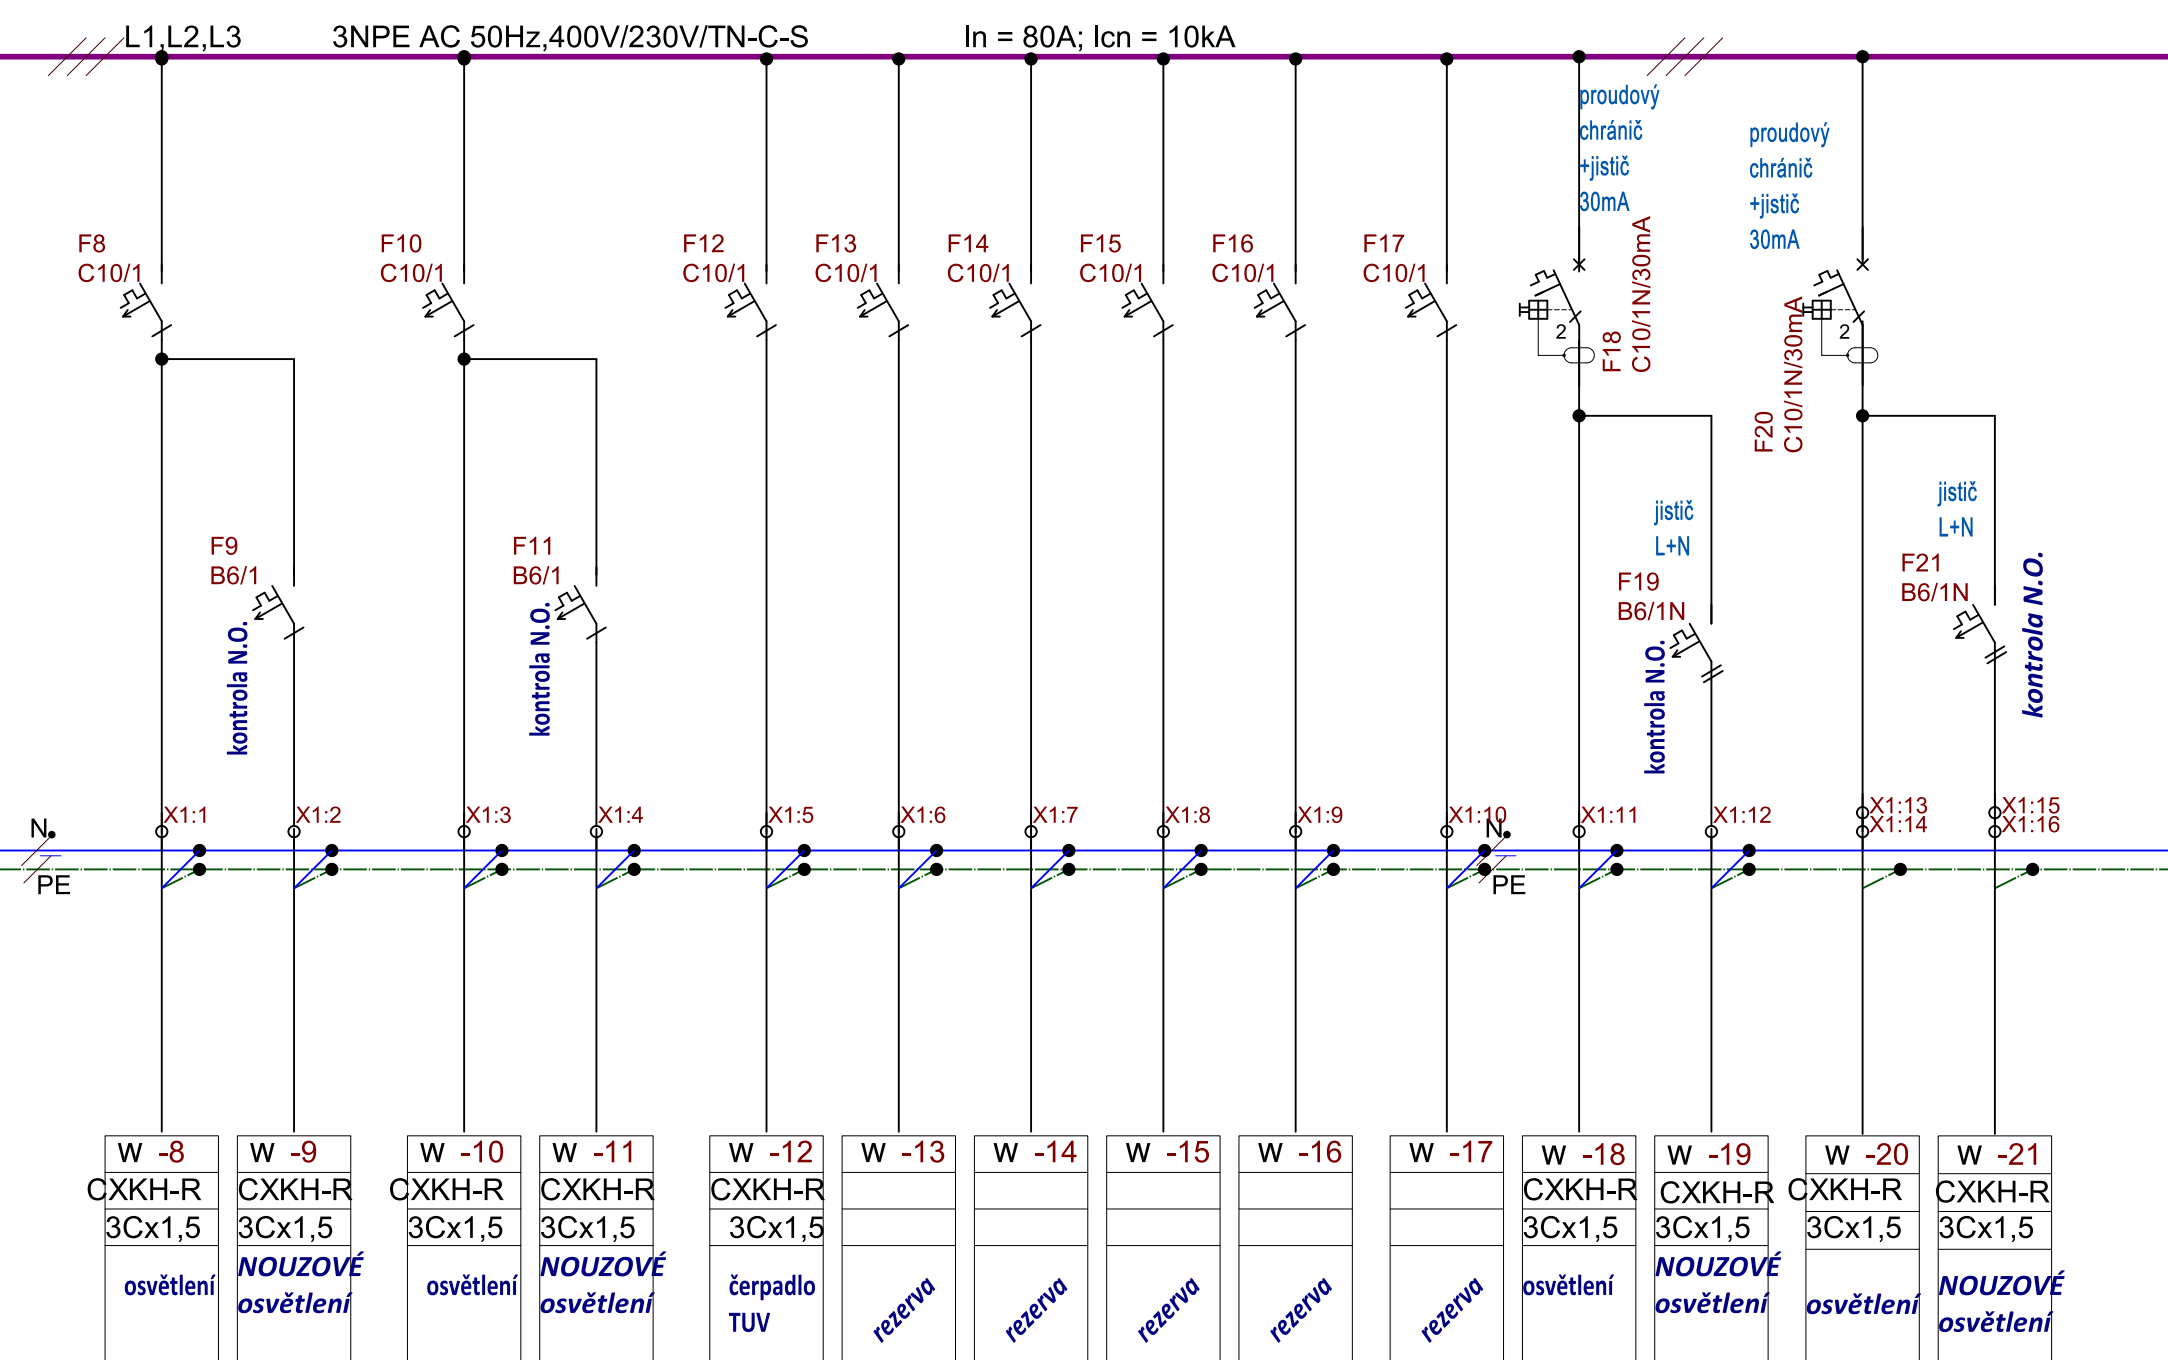 L1,L2,L3 3NPE AC 50Hz,400V/230V/TN-C-S In = 80A; Icn = 10kA
proudový
chránič
+jistič
30mA
proudový
chránič
+jistič
30mA
F8
C10/1
F10
C10/1
F12
C10/1
F13
C10/1
F14
C10/1
F15
C10/1
F16
C10/1
F17
C10/1
2
F18
C10/1N/30mA
2
F20
C10/1N/30mA
F9
B6/1
kontrola N.O.
F11
B6/1
kontrola N.O.
jistič
L+N
F19
B6/1N
kontrola N.O.
jistič
L+N
F21
B6/1N
kontrola N.O.
N
PE
X1:1
X1:2
X1:3
X1:4
X1:5
X1:6
X1:7
X1:8
X1:9
X1:10
N
PE
X1:11
X1:12
X1:13
X1:14
X1:15
X1:16
W -8
CXKH-R
3Cx1,5
osvětlení
W -9
CXKH-R
3Cx1,5
NOUZOVÉ
osvětlení
W -10
CXKH-R
3Cx1,5
osvětlení
W -11
CXKH-R
3Cx1,5
NOUZOVÉ
osvětlení
W -12
CXKH-R
3Cx1,5
čerpadlo
TUV
W -13
rezerva
W -14
rezerva
W -15
rezerva
W -16
rezerva
W -17
rezerva
W -18
CXKH-R
3Cx1,5
osvětlení
W -19
CXKH-R
3Cx1,5
NOUZOVÉ
osvětlení
W -20
CXKH-R
3Cx1,5
osvětlení
W -21
CXKH-R
3Cx1,5
NOUZOVÉ
osvětlení